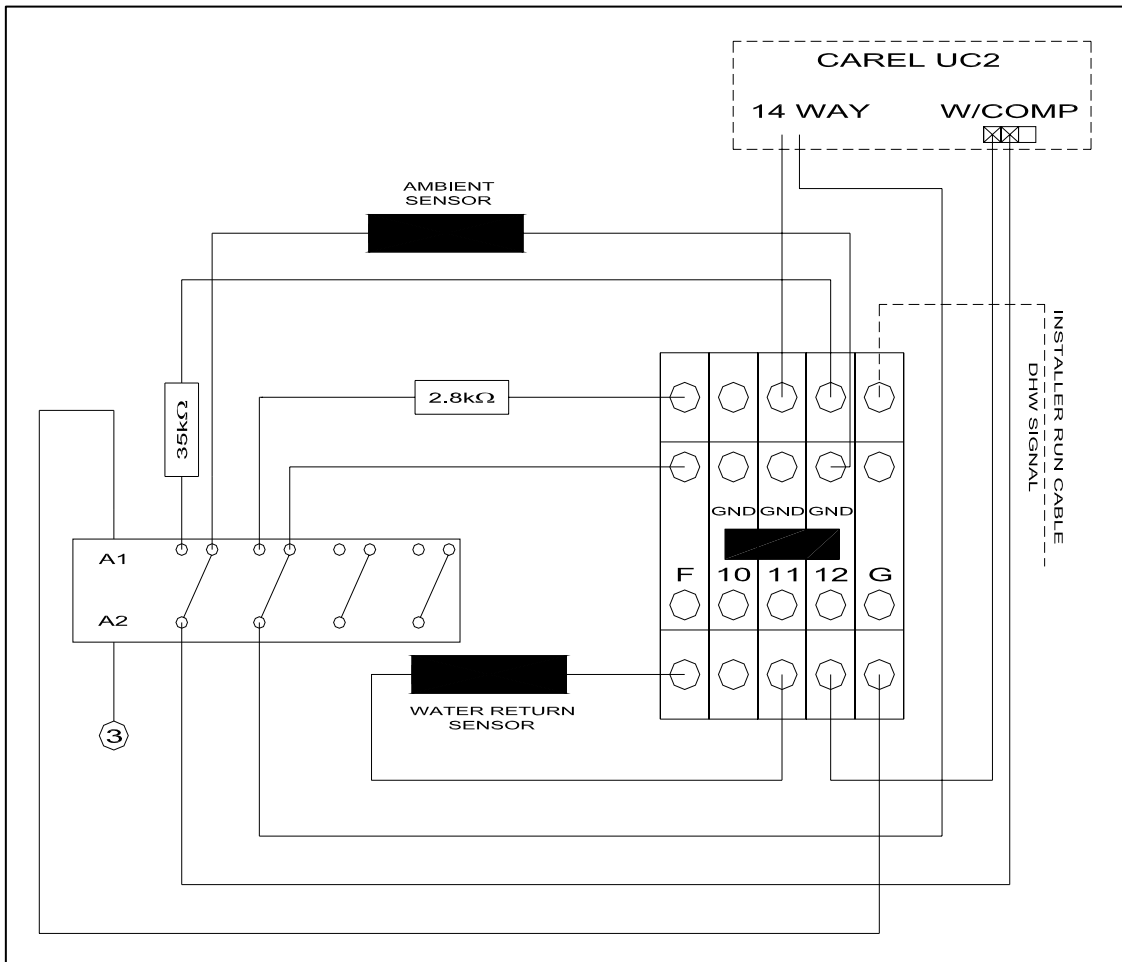 CAREL UC2
14 WAY
W/COMP
AMBIENT
SENSOR
INSTALLER RUN CABLE
DHW SIGNAL
35kΩ
2.8kΩ
GND GND GND
A1
F 10 11 12 G
A2
WATER RETURN
SENSOR
3